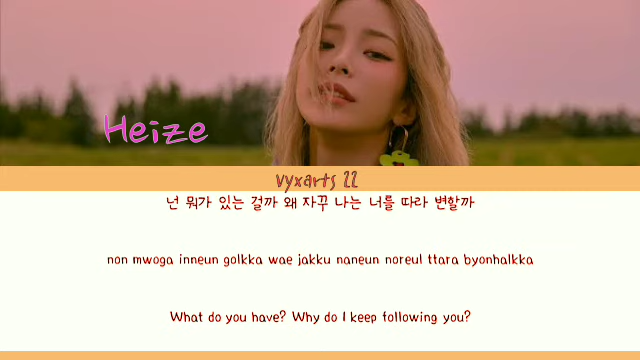 Heize
vyxarts 22
넌 뭐가 있는 걸까 왜 자꾸 나는 너를 따라 변할까
non mwoga inneun golkka wae jakku naneun noreul ttara byonhalkka
What do you have? Why do I keep following you?